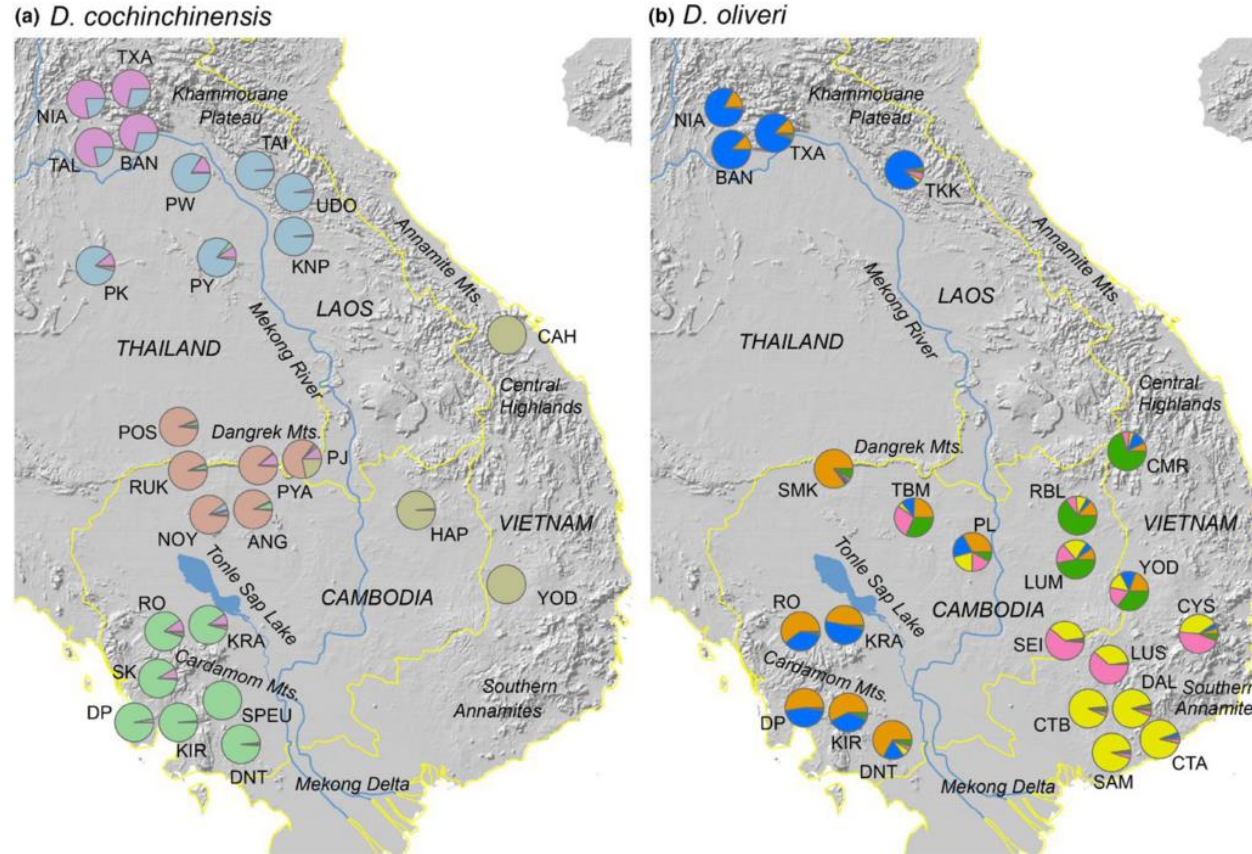 (a) D. cochinchinensis
TXA
NIA
Khammouane
Plateau
TAL
BAN
TAI
PW
UDO
KNP
PK
PY
LAOS
Annamite Mts.
THAILAND
Mekong River
CAH
Central
Highlands
POS
Dangrek Mts.
PJ
RUK
PYA
NOY
ANG
HAP
VIETNAM
Tonle Sap Lake
CAMBODIA
YOD
RO
KRA
SK
Cardamom Mts.
SPEU
DP
KIR
DNT
Southern
Annamites
Mekong Delta
(b) D. oliveri
NIA
Khammouane
Plateau
TXA
BAN
TKK
LAOS
Annamite Mts.
THAILAND
Mekong River
Central
Highlands
Dangrek Mts.
CMR
SMK
TBM
RBL
VIETNAM
PL
LUM
YOD
Tonle Sap Lake
CAMBODIA
CYS
RO
KRA
SEI
LUS
Cardamom Mts.
DAL
Southern
Annamites
DP
KIR
CTB
DNT
CTA
SAM
Mekong Delta